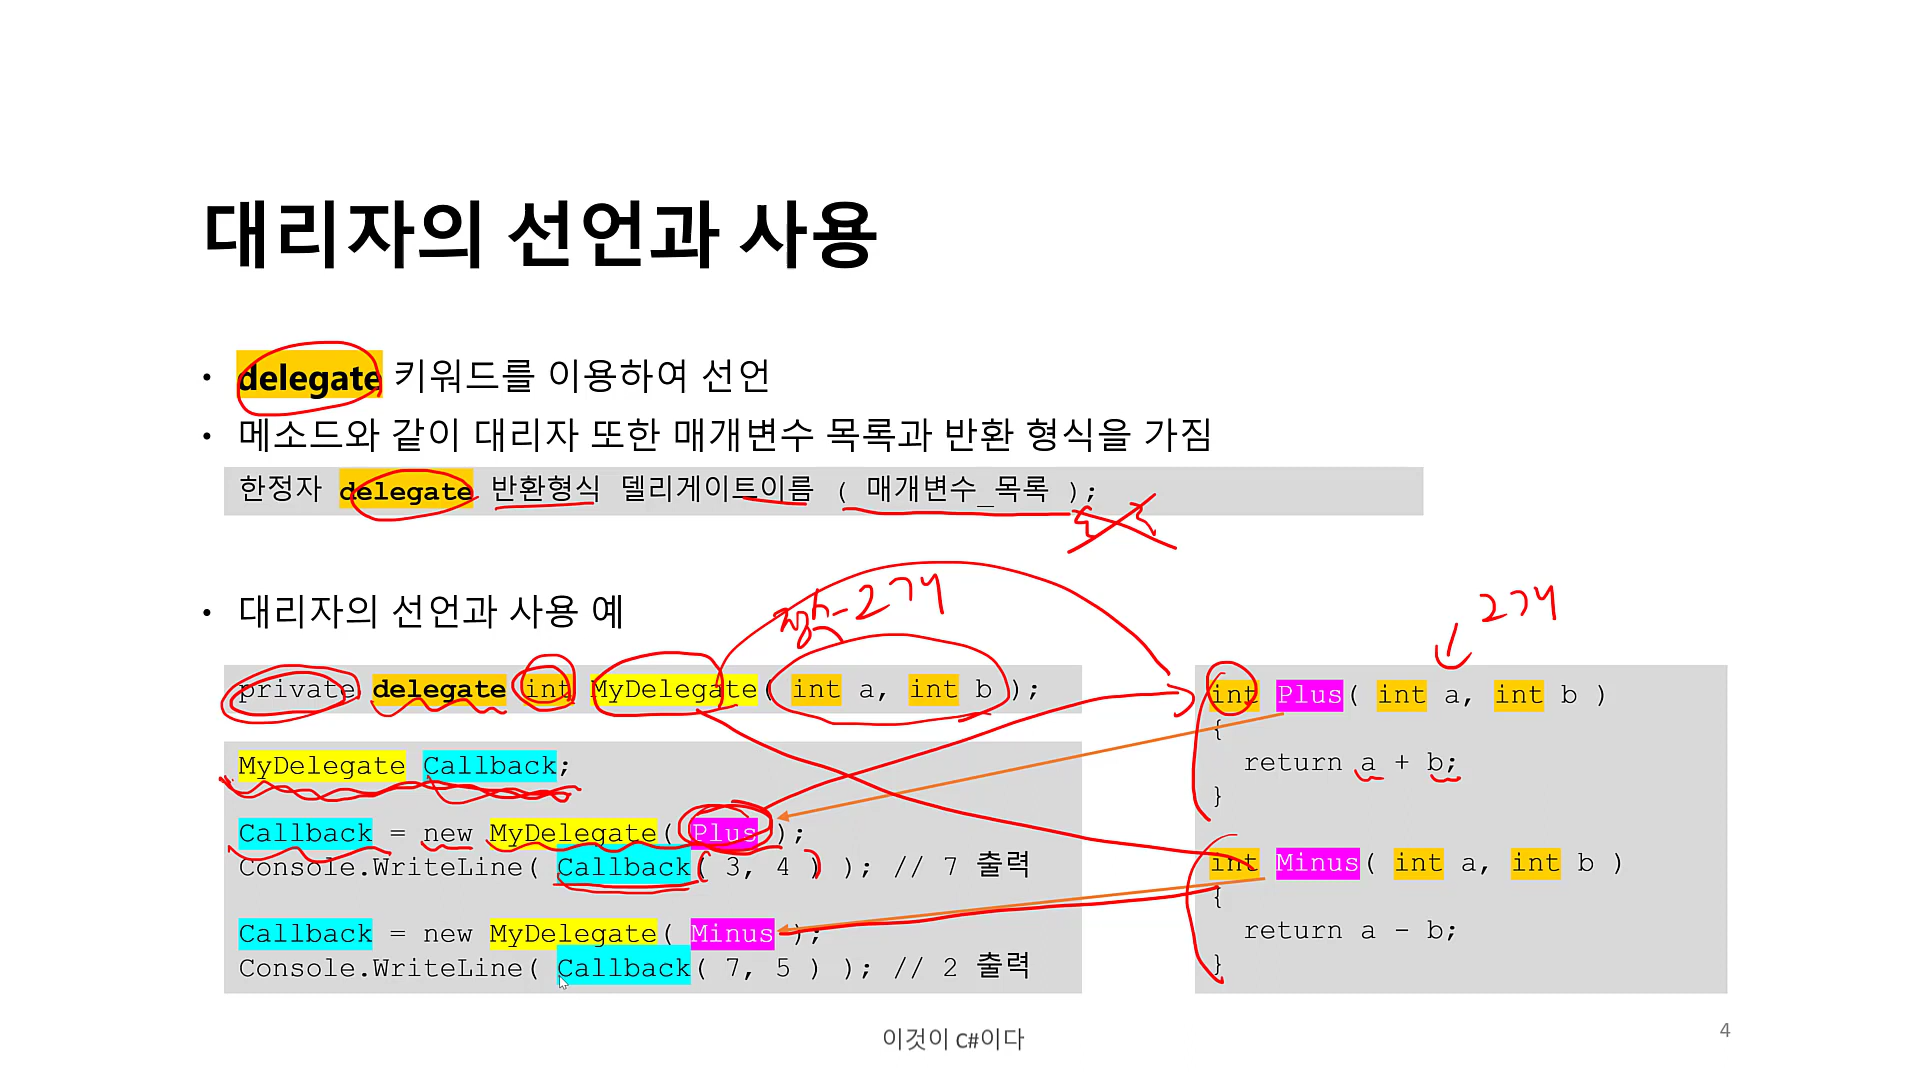 대리자의 선언과 사용
• delegate 키워드를 이용하여 선언
• 메소드와 같이 대리자 또한 매개변수 목록과 반환 형식을 가짐
한정자 delegate 반환형식 델리게이트이름 ( 매개변수_목록 );
• 대리자의 선언과 사용 예
정수-2개
private delegate int MyDelegate( int a, int b );
MyDelegate Callback;
Callback = new MyDelegate( Plus );
Console.WriteLine( Callback( 3, 4 ) ); // 7 출력
Callback = new MyDelegate( Minus );
Console.WriteLine( Callback( 7, 5 ) ); // 2 출력
2개
int Plus( int a, int b )
{
return a + b;
}
int Minus( int a, int b )
{
return a - b;
}
이것이 C#이다
4